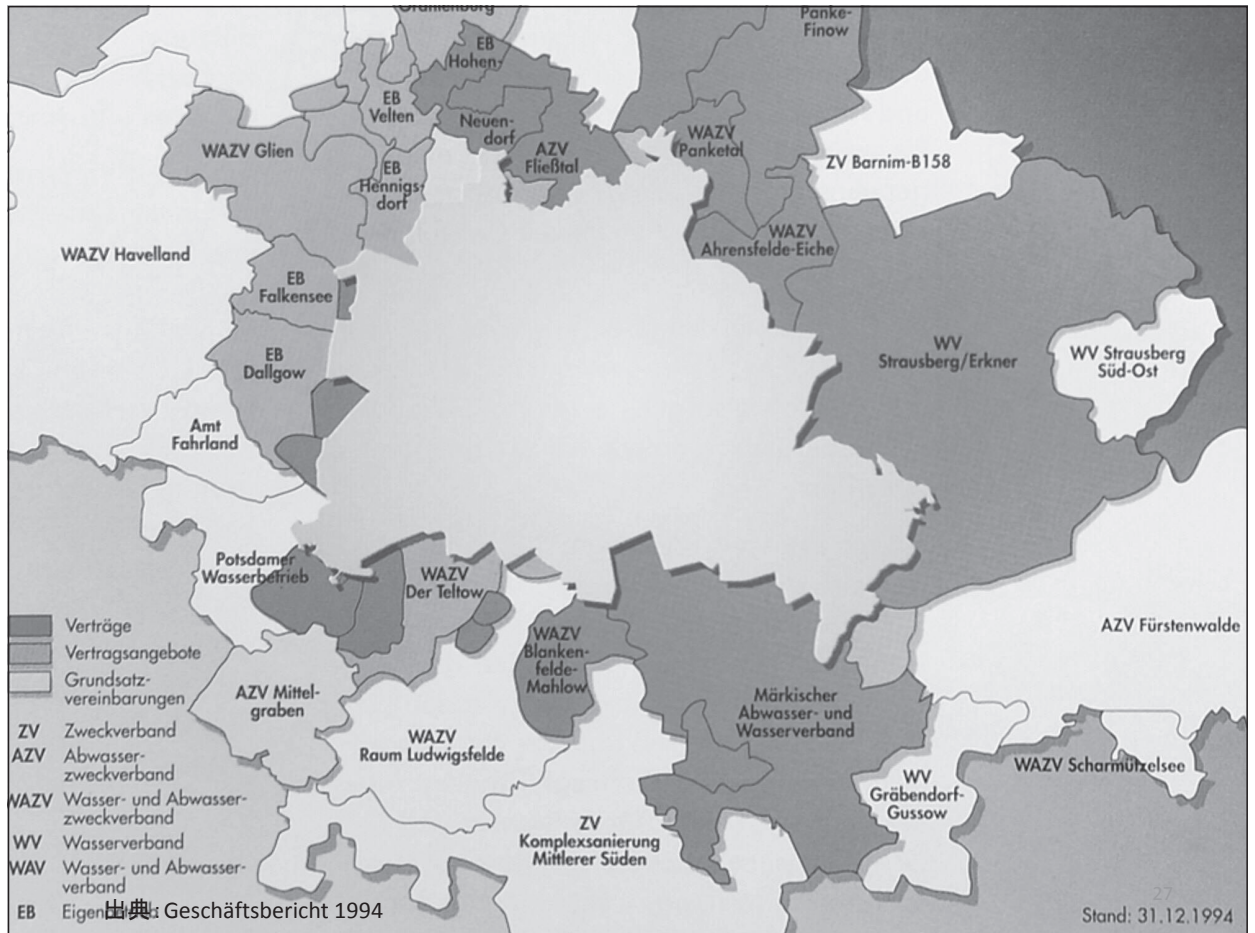 Oranienburg
Panke-
Finow
EB
Hohen-
EB
Velten
Neuen-
dorf
WAZV
Panketal
WAZV Glien
AZV
Fließtal
ZV Barnim-B158
EB
Hennigs-
dorf
WAZV
Ahrensfelde-Eiche
WAZV Havelland
EB
Falkensee
WV
Strausberg/Erkner
WV Strausberg
Süd-Ost
EB
Dallgow
Amt
Fahrland
Potsdamer
Wasserbetrieb
WAZV
Der Teltow
AZV Fürstenwalde
WAZV
Blanken-
felde-
Mahlow
AZV Mittel-
graben
Märkischer
Abwasser- und
Wasserverband
WAZV
Raum Ludwigsfelde
WAZV Scharmützelsee
WV
Gräbendorf-
Gussow
ZV
Komplexsanierung
Mittlerer Süden
Verträge
Vertragsangebote
Grundsatz-
vereinbarungen
ZV Zweckverband
AZV Abwasser-
zweckverband
WAZV Wasser- und Abwasser-
zweckverband
WV Wasserverband
WAV Wasser- und Abwasser-
verband
EB
出典: Geschäftsbericht 1994
27
Stand: 31.12.1994